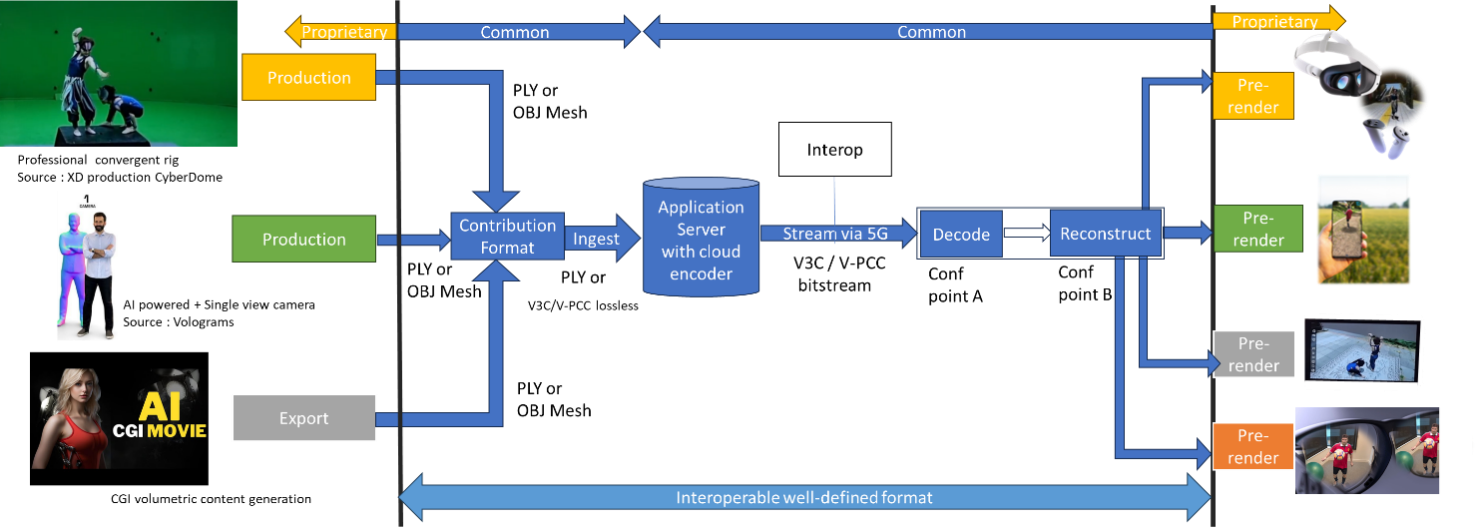 Proprietary
Common
Common
Proprietary
Production
PLY or
OBJ Mesh
Pre-
render
Professional convergent rig
Source : XD production CyberDome
Interop
1
CAMERA
Production
Contribution
Format
Ingest
Application
Server
with cloud
encoder
Stream via 5G
Decode
Reconstruct
Pre-
render
PLY or
OBJ Mesh
PLY or
V3C/V-PCC lossless
V3C / V-PCC
bitstream
Conf
point A
Conf
point B
AI powered + Single view camera
Source : Volograms
Pre-
render
AI
CGI MOVIE
Export
PLY or
OBJ Mesh
Pre-
render
CGI volumetric content generation
Interoperable well-defined format